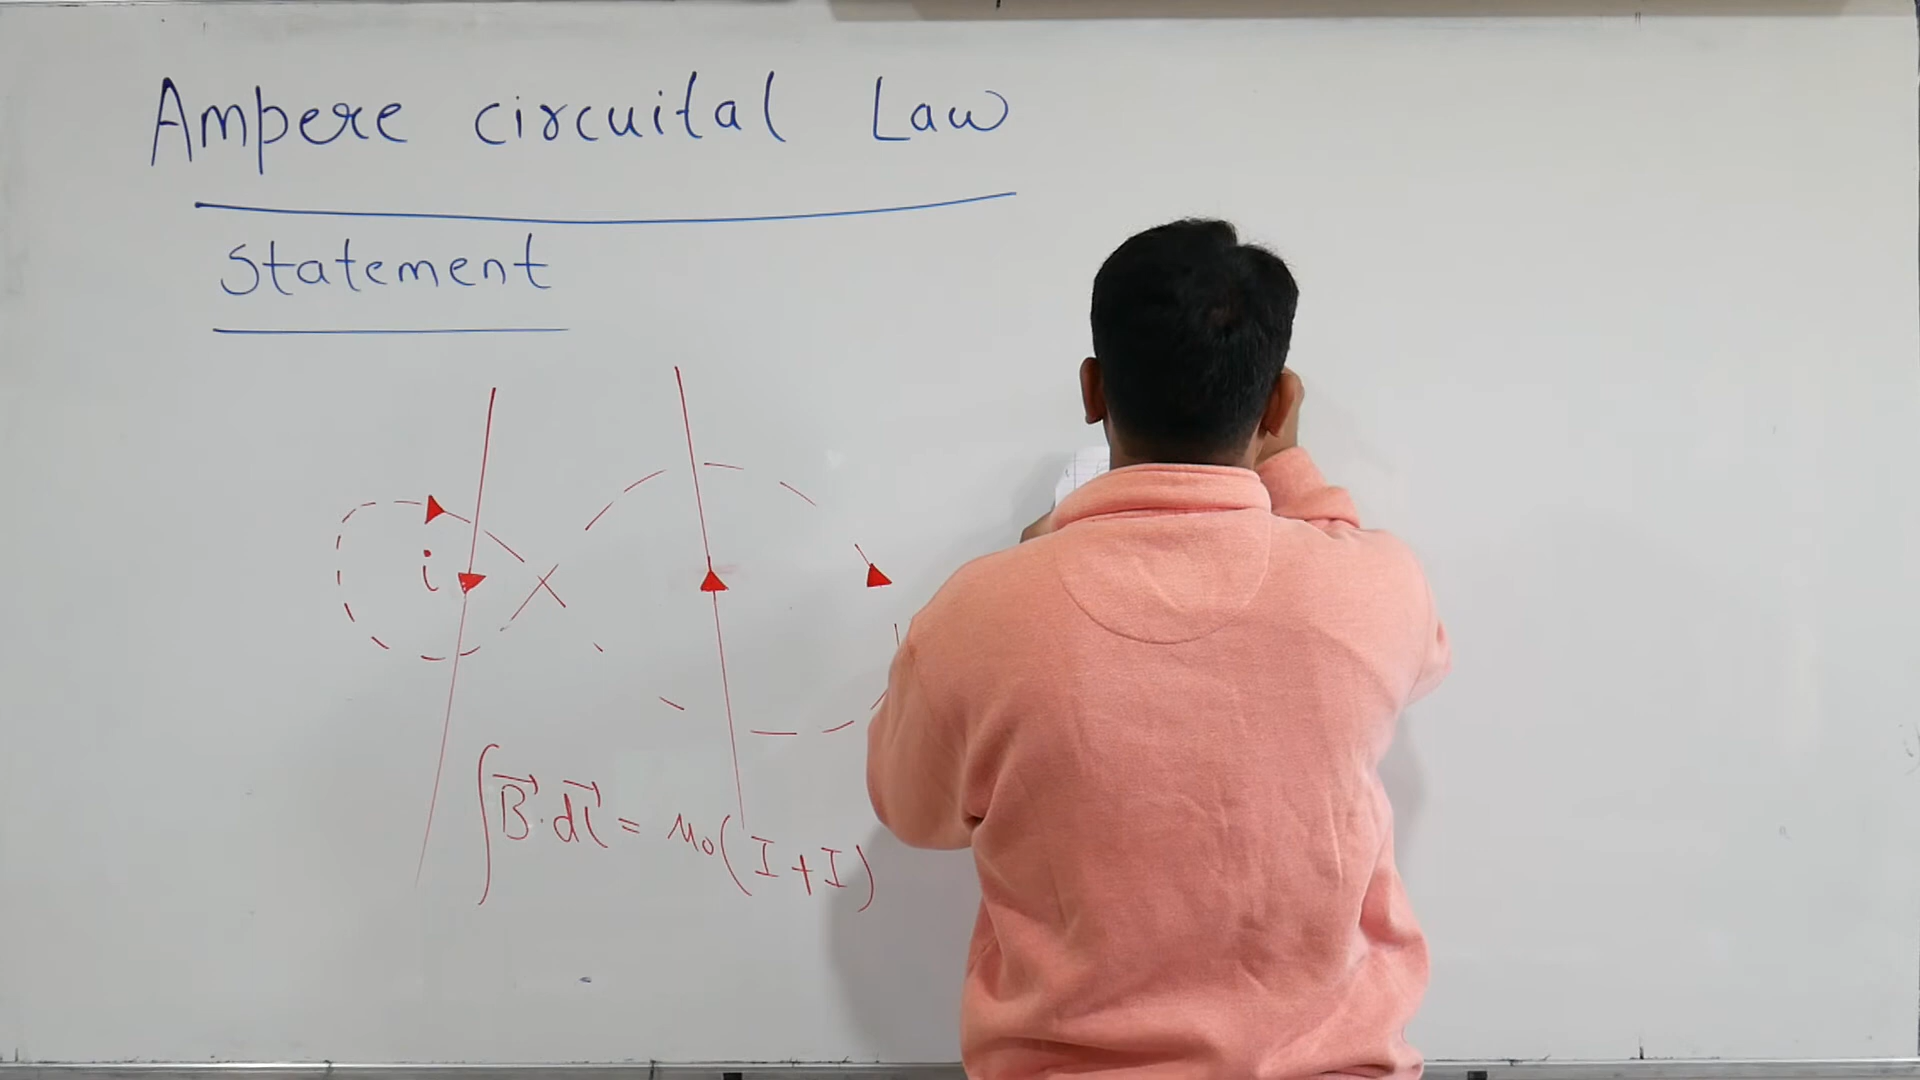 Ampere circuital Law
Statement
i
∫B⃗·dl⃗ = μ₀(I+I)